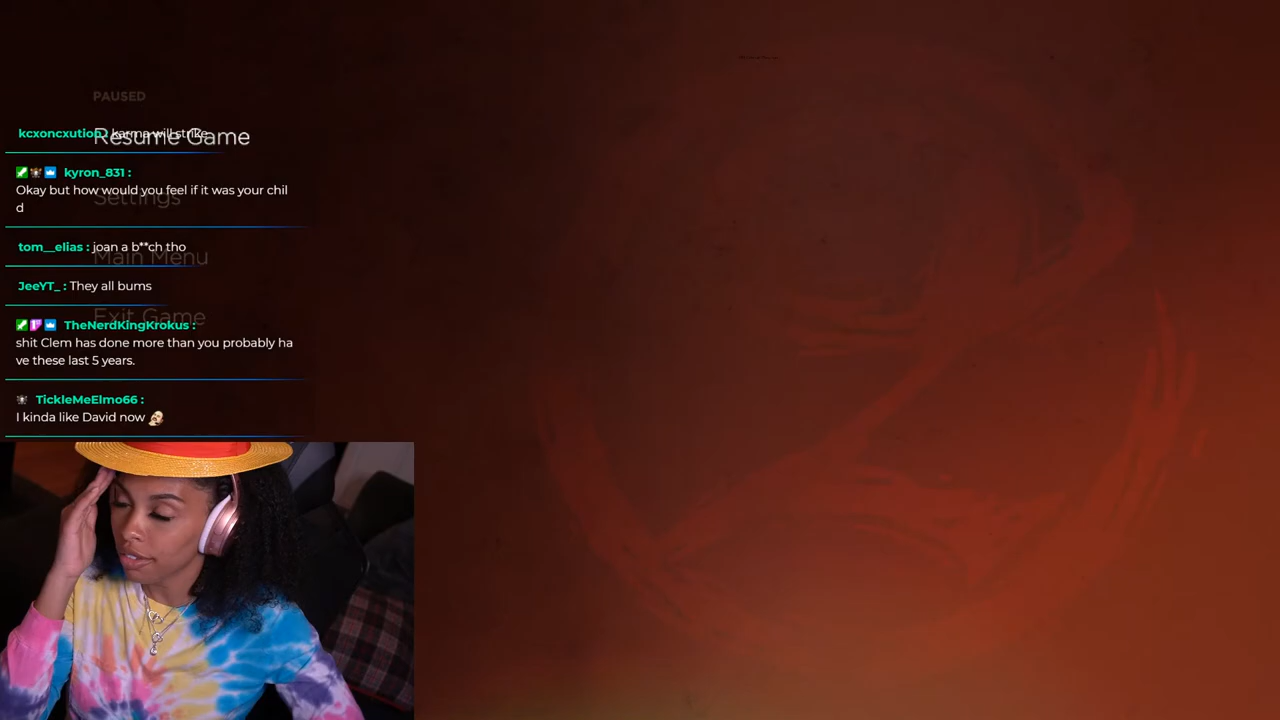 PAUSED
kcxoncxution : karma will strike
Resume Game
kyron_831 :
Okay but how would you feel if it was your chil
d
Settings
tom__elias : joan a b**ch tho
Main Menu
JeeYT_ : They all bums
Exit Game
TheNerdKingKrokus :
shit Clem has done more than you probably ha
ve these last 5 years.
TickleMeElmo66 :
I kinda like David now